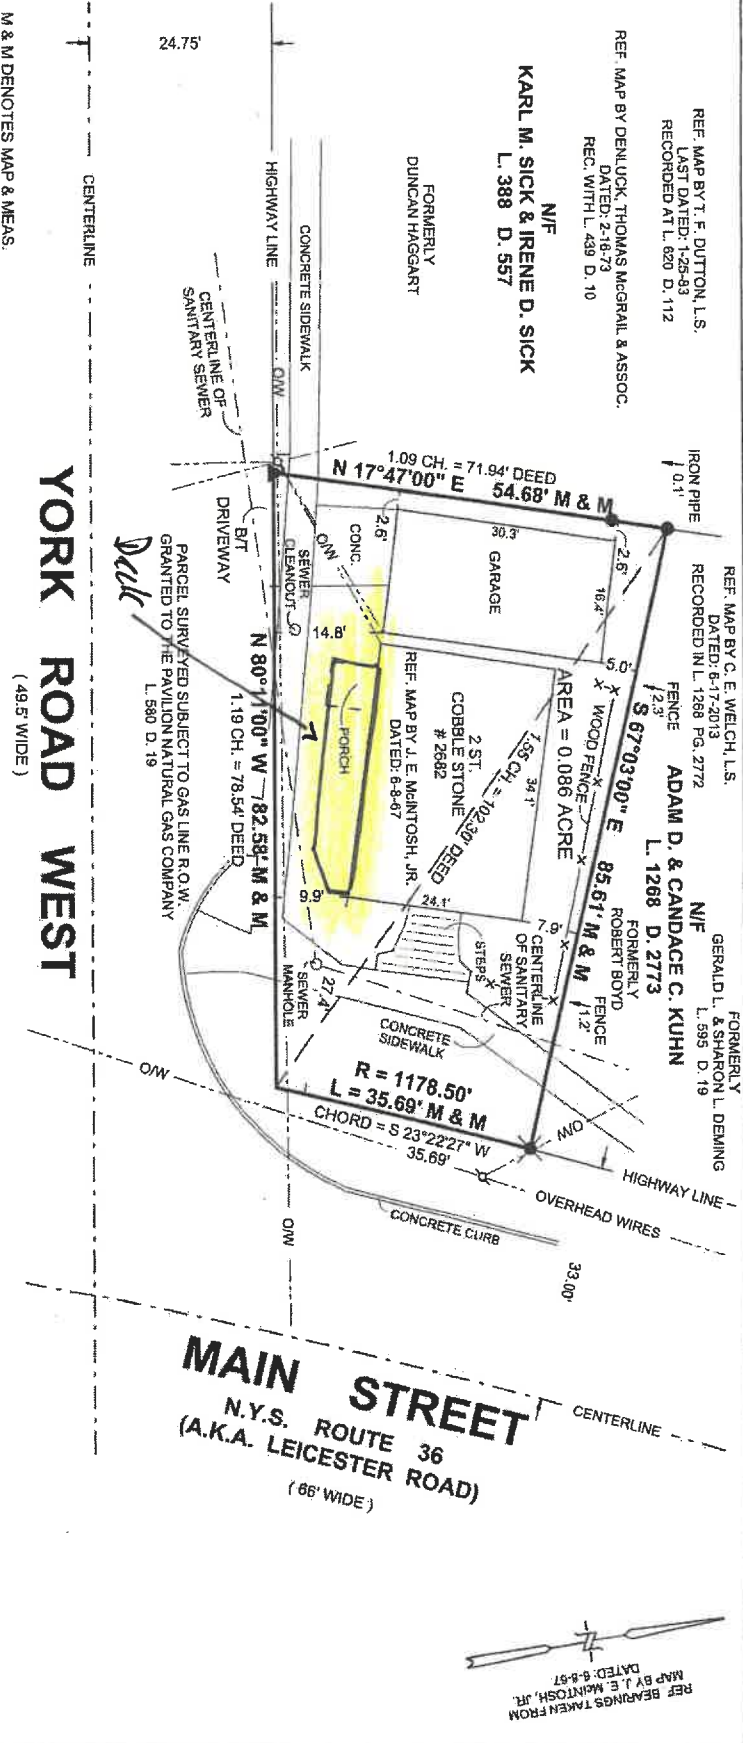 REF. MAP BY T. F. DUTTON, L.S.
LAST DATED: 1-25-83
RECORDED AT L. 620 D. 112
REF. MAP BY DENLUCK, THOMAS McGRAIL & ASSOC.
DATED: 2-16-73
REC. WITH L. 439 D. 10
N/F
KARL M. SICK & IRENE D. SICK
L. 388 D. 557
FORMERLY
DUNCAN HAGGART
24.75'
M & M DENOTES MAP & MEAS.
CENTERLINE
HIGHWAY LINE
CONCRETE SIDEWALK
O/W
CENTERLINE OF
SANITARY SEWER
IRON PIPE
0.1'
REF. MAP BY C. E. WELCH, L.S.
DATED: 6-17-2013
RECORDED IN L. 1268 PG. 2772
FORMERLY
GERALD L. & SHARON L. DEMING
L. 595 D. 19
N/F
ADAM D. & CANDACE C. KUHN
L. 1268 D. 2773
FORMERLY
ROBERT BOYD
FENCE
2.3'
S 67°03'00" E 85.61' M & M
FENCE
1.2'
1.09 CH. = 71.94' DEED
N 17°47'00" E 54.68' M & M
2.6'
30.3'
GARAGE
16.4'
5.0'
WOOD FENCE
AREA = 0.086 ACRE
34.1'
1.55 CH. = 102.30' DEED
2 ST.
COBBLE STONE
# 2682
REF. MAP BY J. E. McINTOSH, JR.
DATED: 6-8-67
24.1'
7.9'
2.6'
CONC.
O/W
SEWER
CLEANOUT
14.8'
PORCH
9.9'
STEPS
CENTERLINE
OF SANITARY
SEWER
B/T
DRIVEWAY
Deck
N 80°11'00" W 82.58' M & M
1.19 CH. = 78.54' DEED
PARCEL SURVEYED SUBJECT TO GAS LINE R.O.W.
GRANTED TO THE PAVILION NATURAL GAS COMPANY
L. 580 D. 19
SEWER
MANHOLE
27.4'
CONCRETE
SIDEWALK
R = 1178.50'
L = 35.69' M & M
CHORD = S 23°22'27" W
35.69'
O/W
O/W
O/W
HIGHWAY LINE
OVERHEAD WIRES
CONCRETE CURB
33.00'
CENTERLINE
YORK ROAD WEST
( 49.5' WIDE )
MAIN STREET
N.Y.S. ROUTE 36
(A.K.A. LEICESTER ROAD)
( 66' WIDE )
REF. BEARINGS TAKEN FROM
MAP BY J. E. McINTOSH, JR.
DATED: 6-8-67